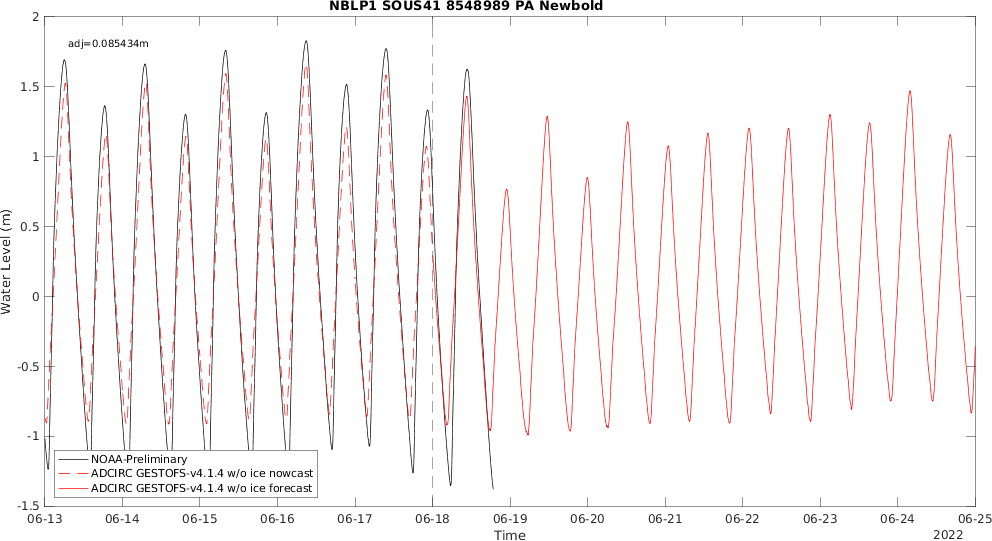 NBLP1 SOUS41 8548989 PA Newbold
adj=0.085434m
2
1.5
1
0.5
0
-0.5
-1
-1.5
Water Level (m)
NOAA-Preliminary
ADCIRC GESTOFS-v4.1.4 w/o ice nowcast
ADCIRC GESTOFS-v4.1.4 w/o ice forecast
06-13 06-14 06-15 06-16 06-17 06-18 06-19 06-20 06-21 06-22 06-23 06-24 06-25
Time
2022